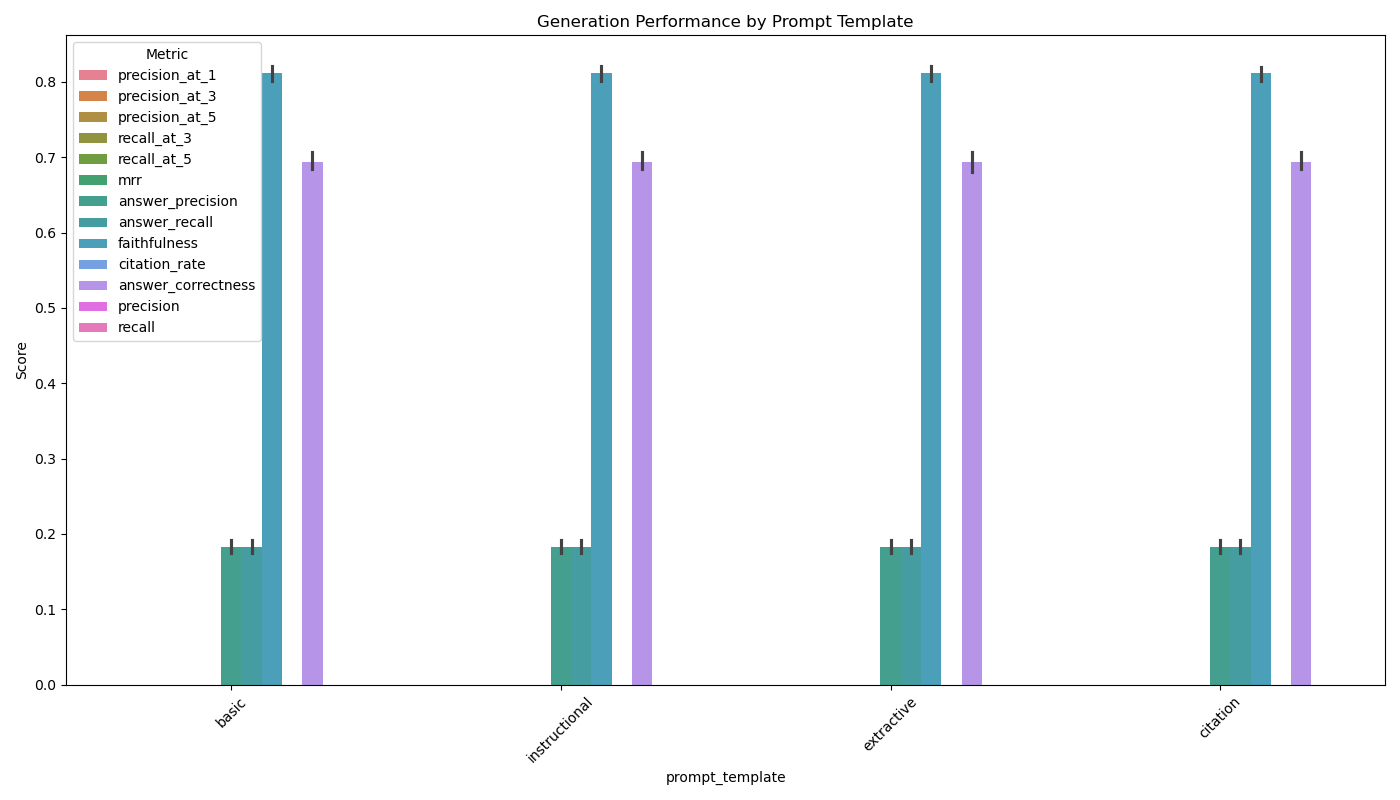 Generation Performance by Prompt Template
Metric
precision_at_1
precision_at_3
precision_at_5
recall_at_3
recall_at_5
mrr
answer_precision
answer_recall
faithfulness
citation_rate
answer_correctness
precision
recall
Score
0.8
0.7
0.6
0.5
0.4
0.3
0.2
0.1
0.0
basic
instructional
extractive
citation
prompt_template